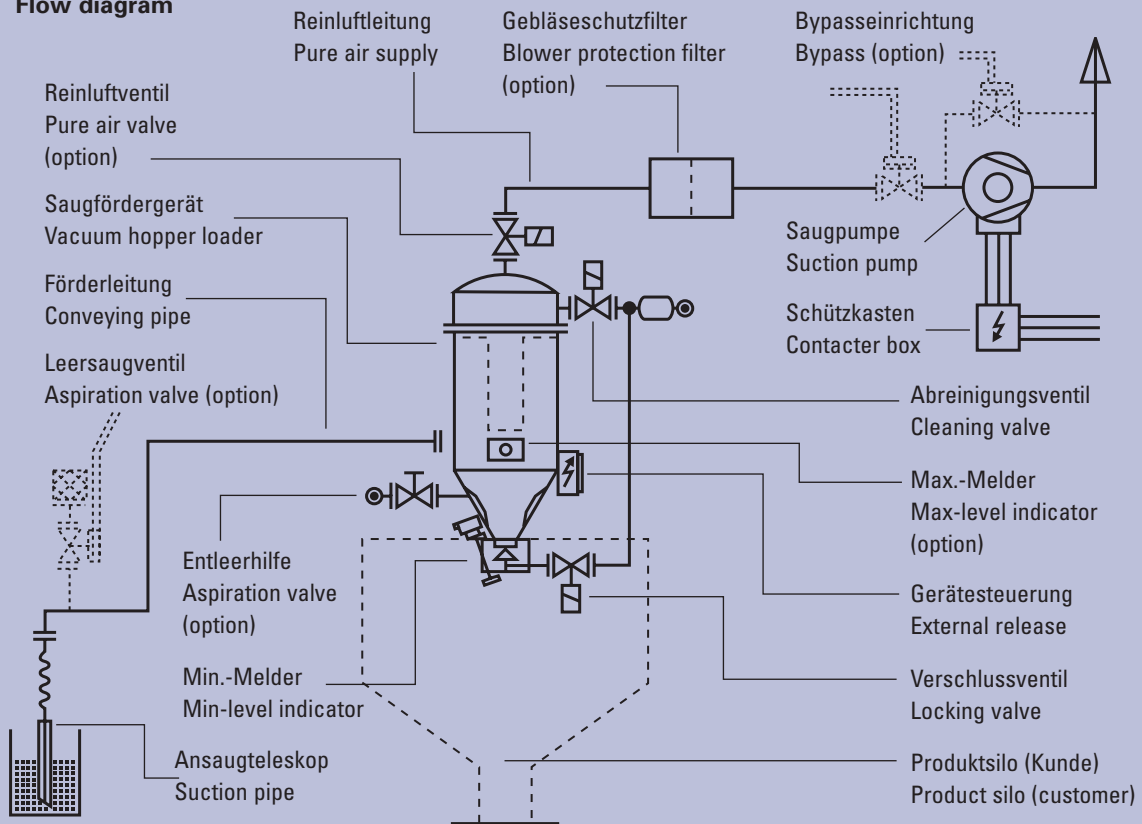 Flow diagram
Reinluftleitung
Pure air supply
Gebläseschutzfilter
Blower protection filter
(option)
Bypasseinrichtung
Bypass (option)
Reinluftventil
Pure air valve
(option)
Saugfördergerät
Vacuum hopper loader
Förderleitung
Conveying pipe
Leersaugventil
Aspiration valve (option)
Saugpumpe
Suction pump
Schützkasten
Contacter box
Abreinigungsventil
Cleaning valve
Max.-Melder
Max-level indicator
(option)
Entleerhilfe
Aspiration valve
(option)
Gerätesteuerung
External release
Min.-Melder
Min-level indicator
Verschlussventil
Locking valve
Ansaugteleskop
Suction pipe
Produktsilo (Kunde)
Product silo (customer)